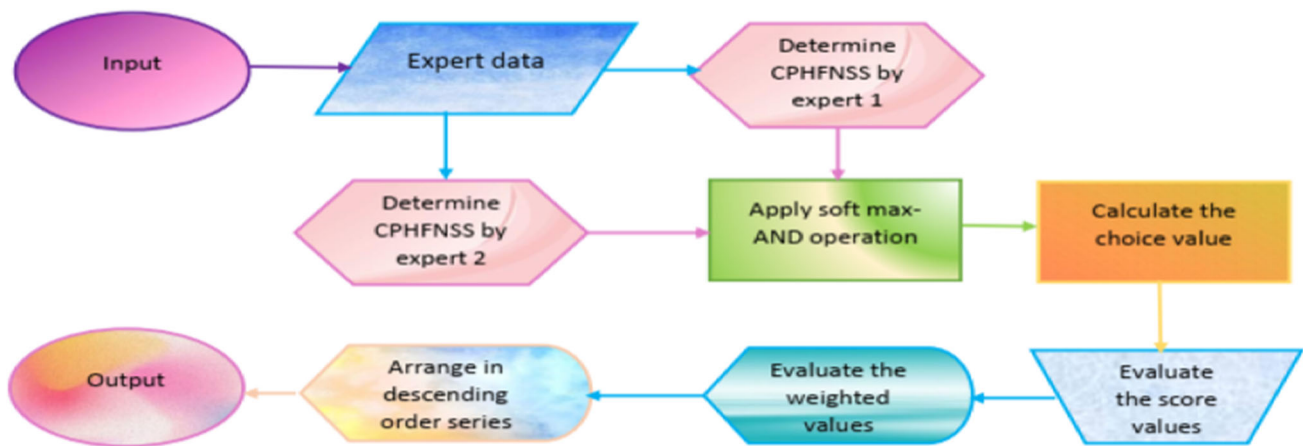 Input
Expert data
Determine
CPHFNSS by
expert 1
Determine
CPHFNSS by
expert 2
Apply soft max-
AND operation
Calculate the
choice value
Evaluate
the score
values
Evaluate the
weighted
values
Arrange in
descending
order series
Output